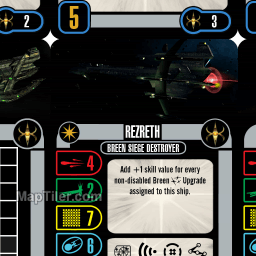 2
5
3
REZRETH
BREEN SIEGE DESTROYER
4
Add +1 skill value for every
non-disabled Breen Upgrade
assigned to this ship.
2
MapTiler.com
7
6